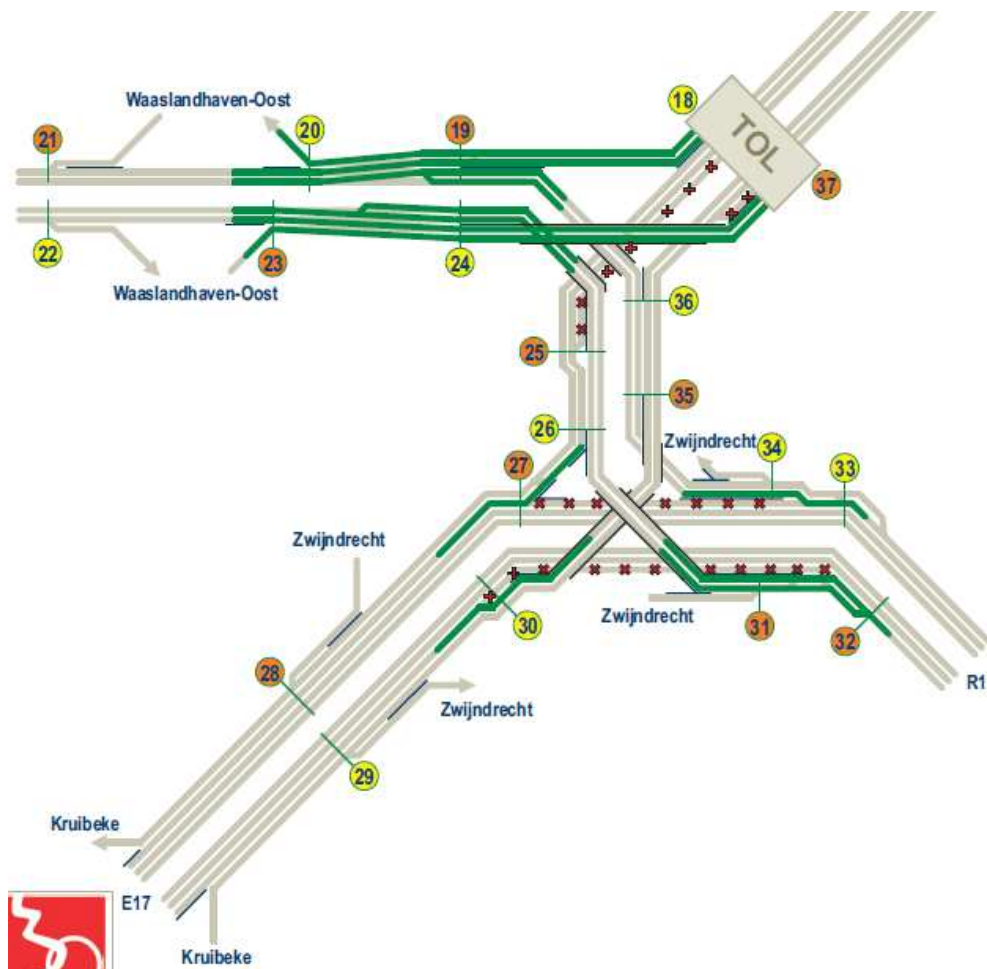 Waaslandhaven-Oost
18
TOL
21
20
19
37
22
23
24
Waaslandhaven-Oost
36
25
35
26
Zwijndrecht
34
27
33
Zwijndrecht
30
Zwijndrecht
31
32
28
R1
Zwijndrecht
29
Kruibeke
E17
Kruibeke